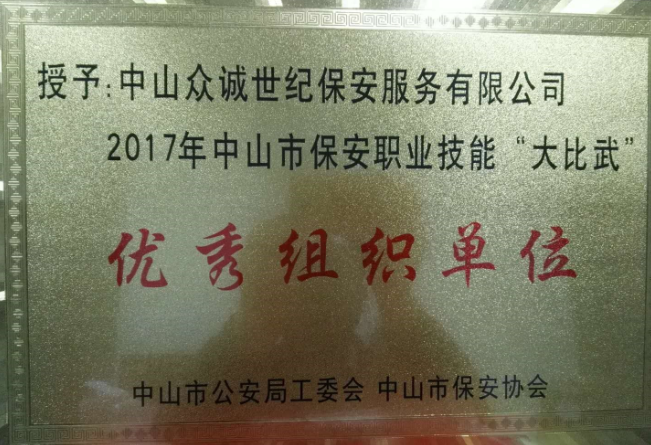 授予:中山众诚世纪保安服务有限公司
2017年中山市保安职业技能“大比武”
优秀组织单位
中山市公安局工委会 中山市保安协会